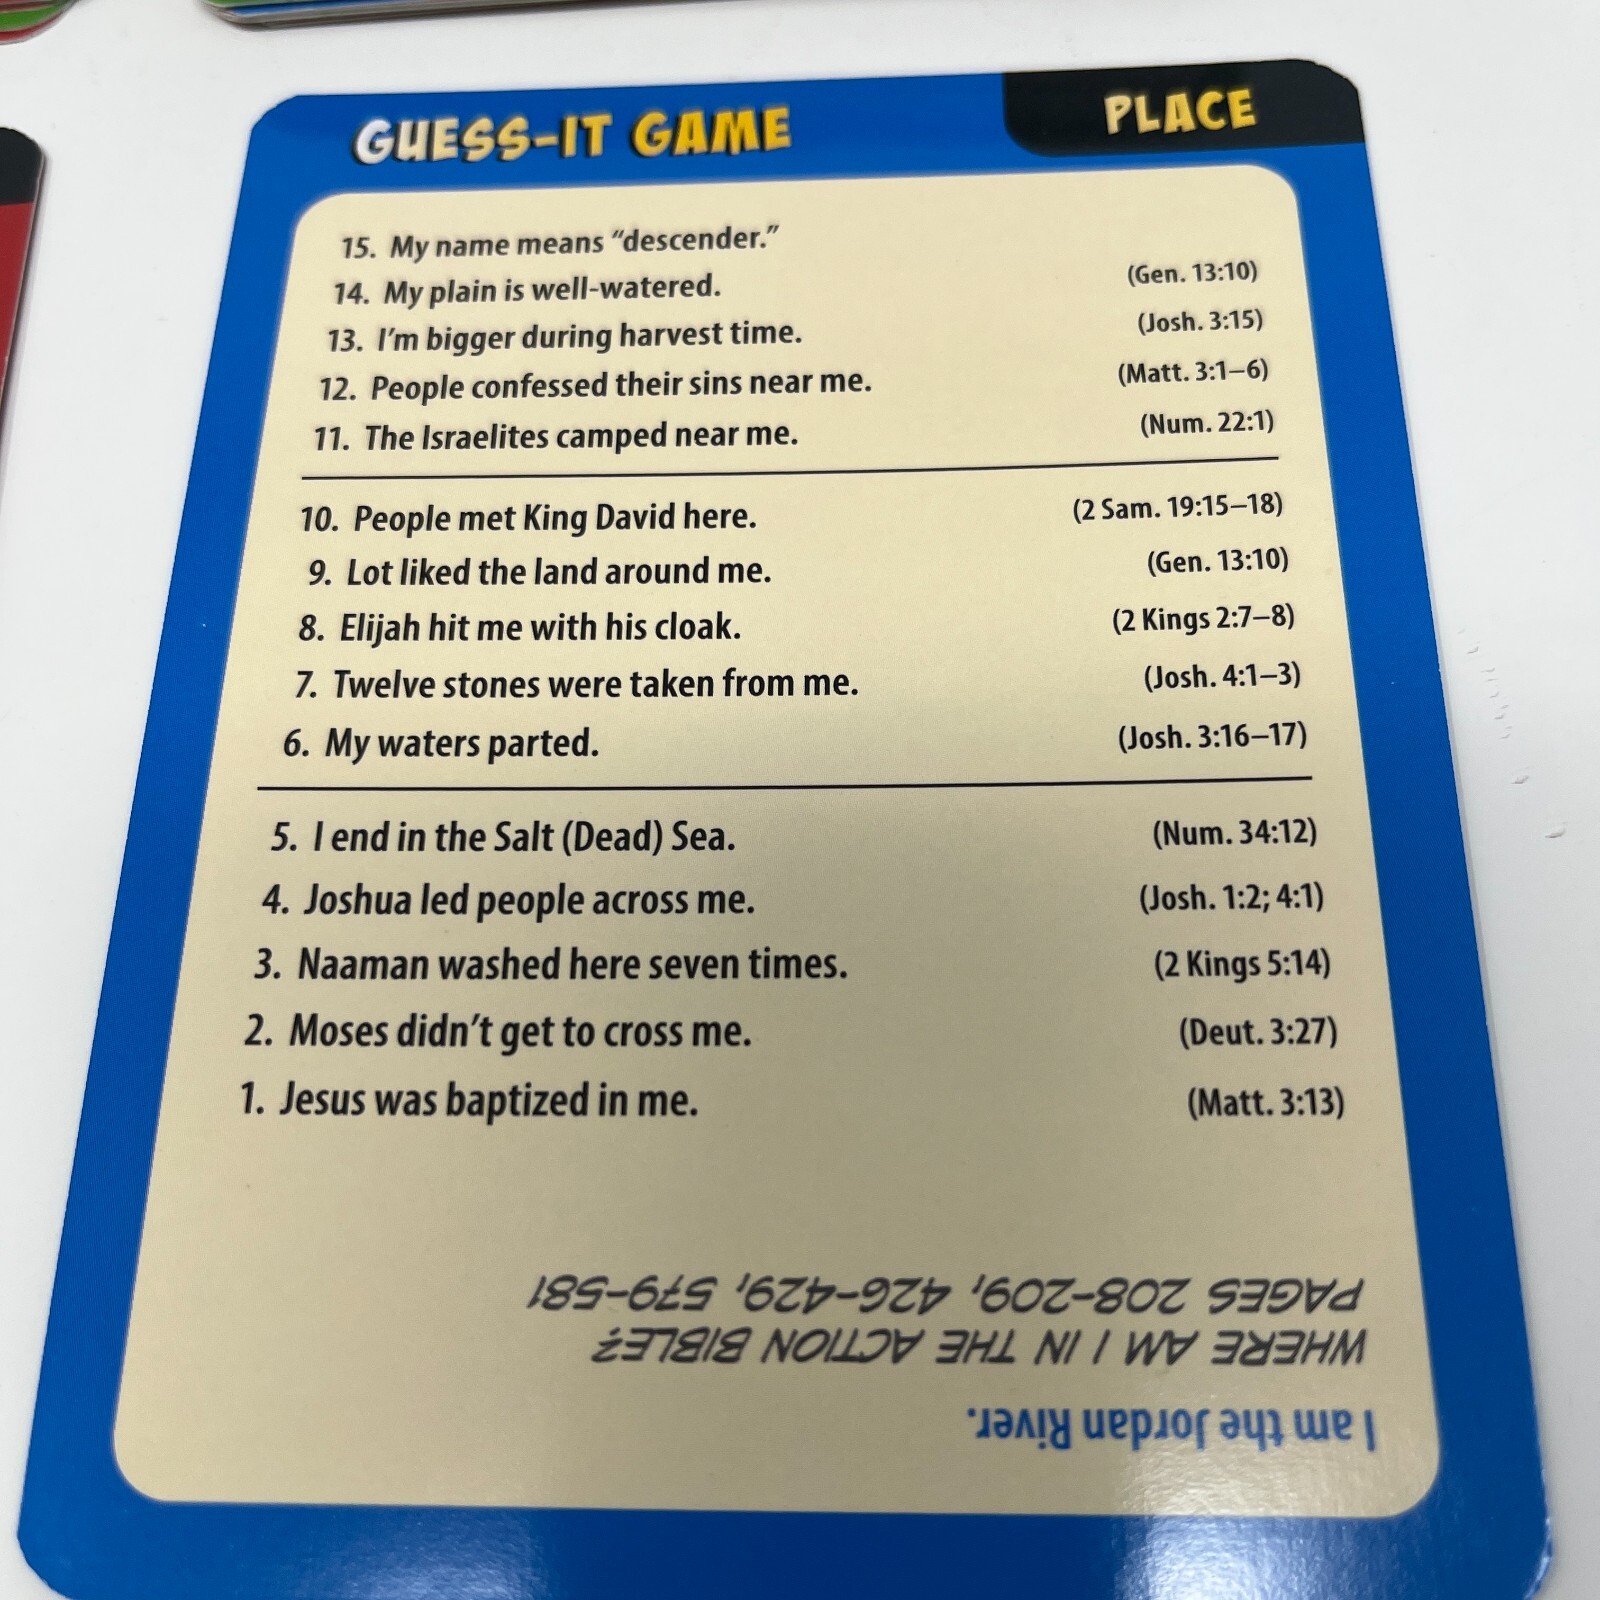 GUESS-IT GAME
PLACE
15. My name means “descender.”
14. My plain is well-watered. (Gen. 13:10)
13. I’m bigger during harvest time. (Josh. 3:15)
12. People confessed their sins near me. (Matt. 3:1–6)
11. The Israelites camped near me. (Num. 22:1)
10. People met King David here. (2 Sam. 19:15–18)
9. Lot liked the land around me. (Gen. 13:10)
8. Elijah hit me with his cloak. (2 Kings 2:7–8)
7. Twelve stones were taken from me. (Josh. 4:1–3)
6. My waters parted. (Josh. 3:16–17)
5. I end in the Salt (Dead) Sea. (Num. 34:12)
4. Joshua led people across me. (Josh. 1:2; 4:1)
3. Naaman washed here seven times. (2 Kings 5:14)
2. Moses didn’t get to cross me. (Deut. 3:27)
1. Jesus was baptized in me. (Matt. 3:13)
I am the Jordan River.
WHERE AM I IN THE ACTION BIBLE?
PAGES 208-209, 426-429, 579-581